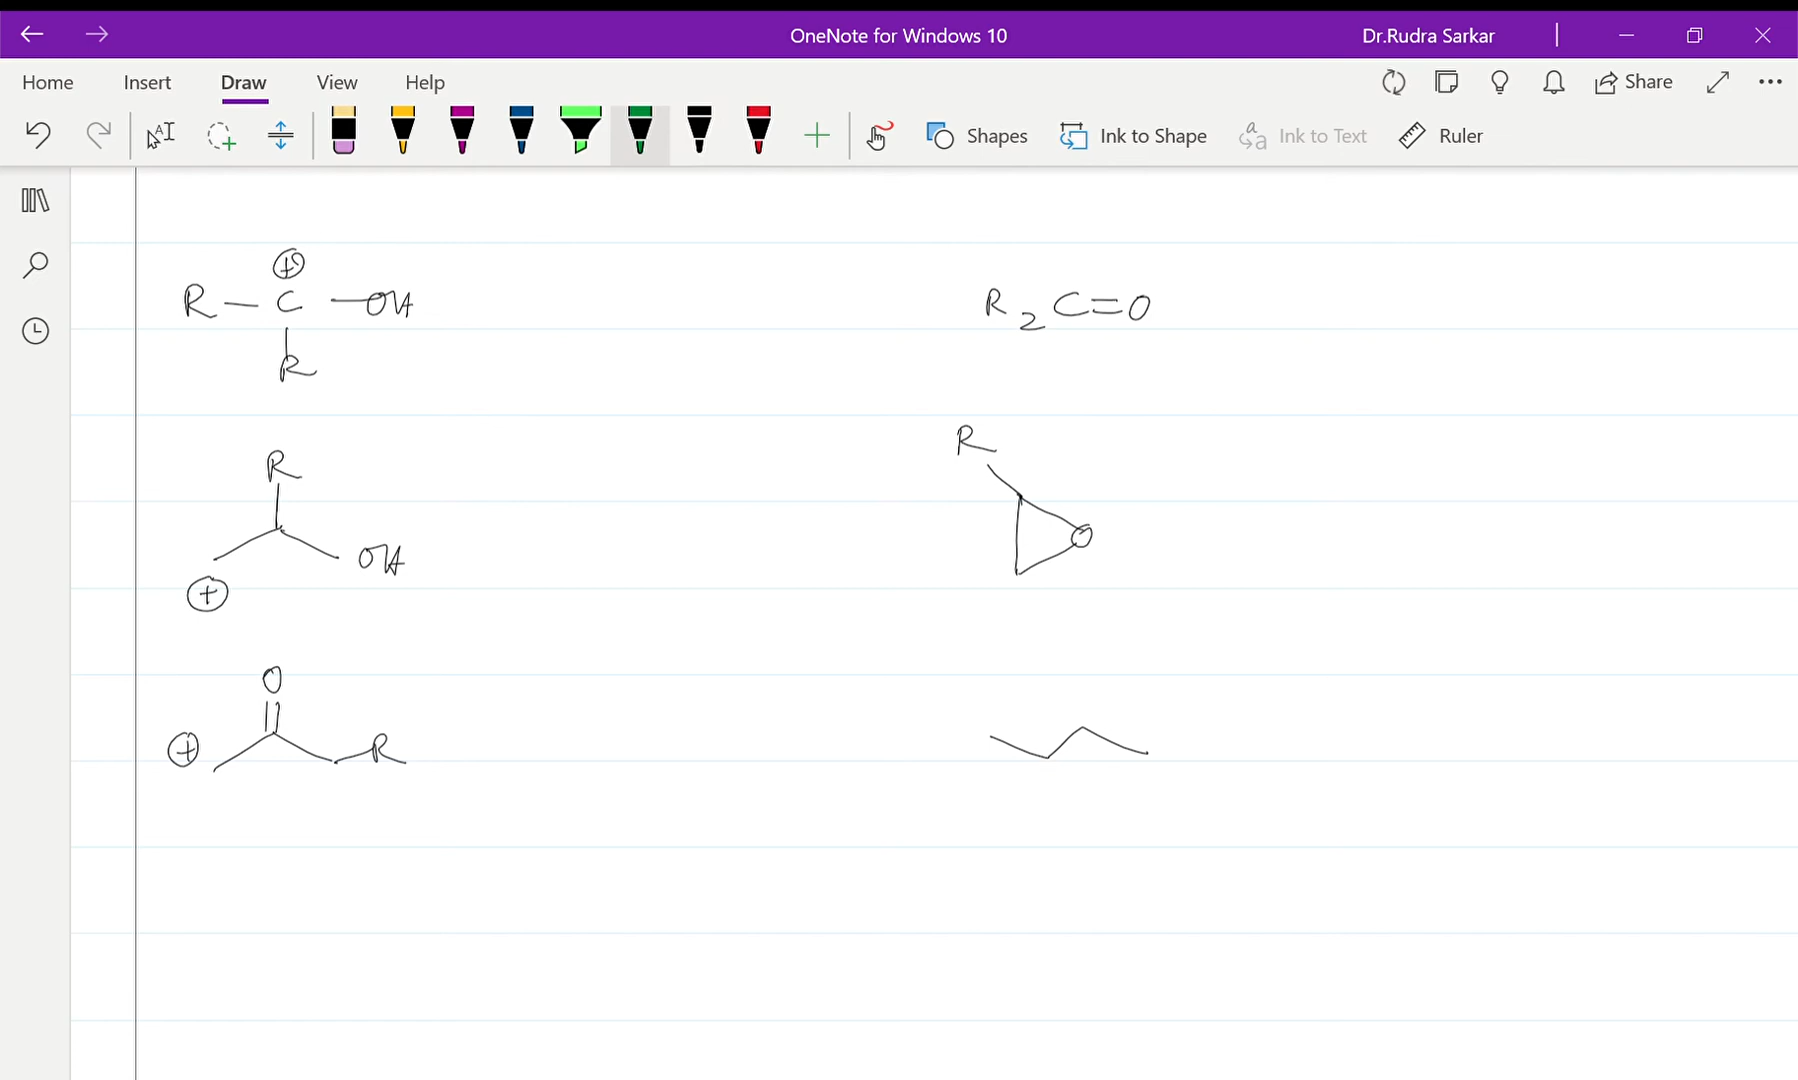 OneNote for Windows 10 Dr.Rudra Sarkar
Home Insert Draw View Help Share
Shapes Ink to Shape Ink to Text Ruler
⊕
R — C — OH R₂C=O
R
R R
OH O
⊕
O
⊕ R